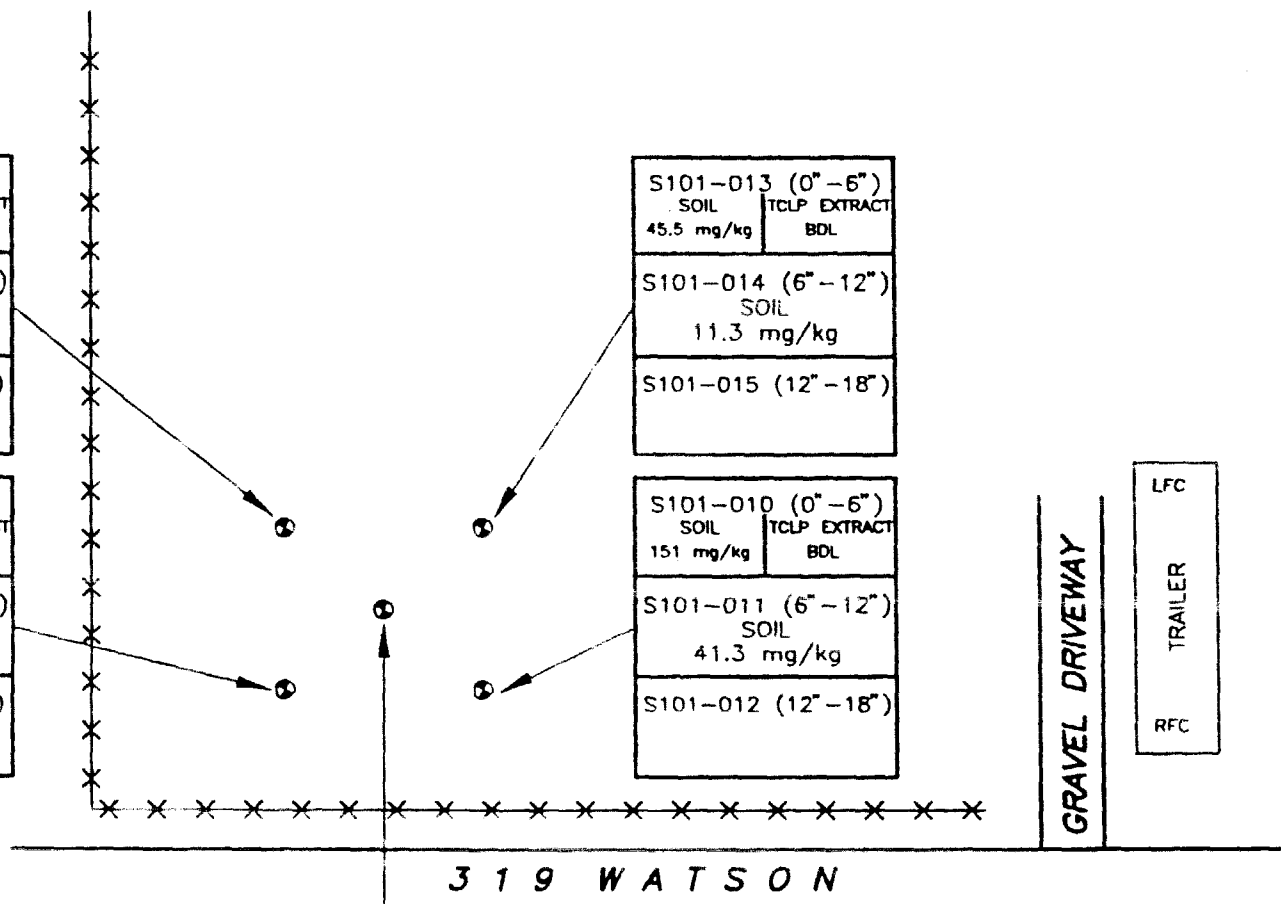 S101-013 (0"-6")
SOIL
TCLP EXTRACT
45.5 mg/kg
BDL
S101-014 (6"-12")
SOIL
11.3 mg/kg
S101-015 (12"-18")
S101-010 (0"-6")
SOIL
TCLP EXTRACT
151 mg/kg
BDL
S101-011 (6"-12")
SOIL
41.3 mg/kg
S101-012 (12"-18")
GRAVEL DRIVEWAY
LFC
TRAILER
RFC
319 WATSON